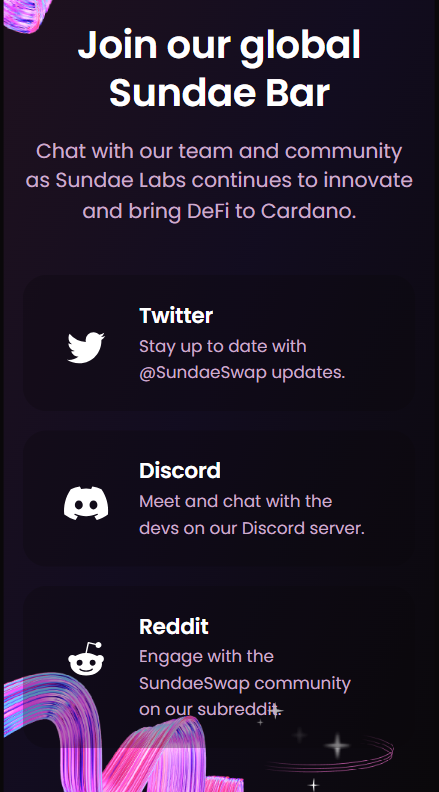 Join our global
Sundae Bar
Chat with our team and community
as Sundae Labs continues to innovate
and bring DeFi to Cardano.
Twitter
Stay up to date with
@SundaeSwap updates.
Discord
Meet and chat with the
devs on our Discord server.
Reddit
Engage with the
SundaeSwap community
on our subreddit.